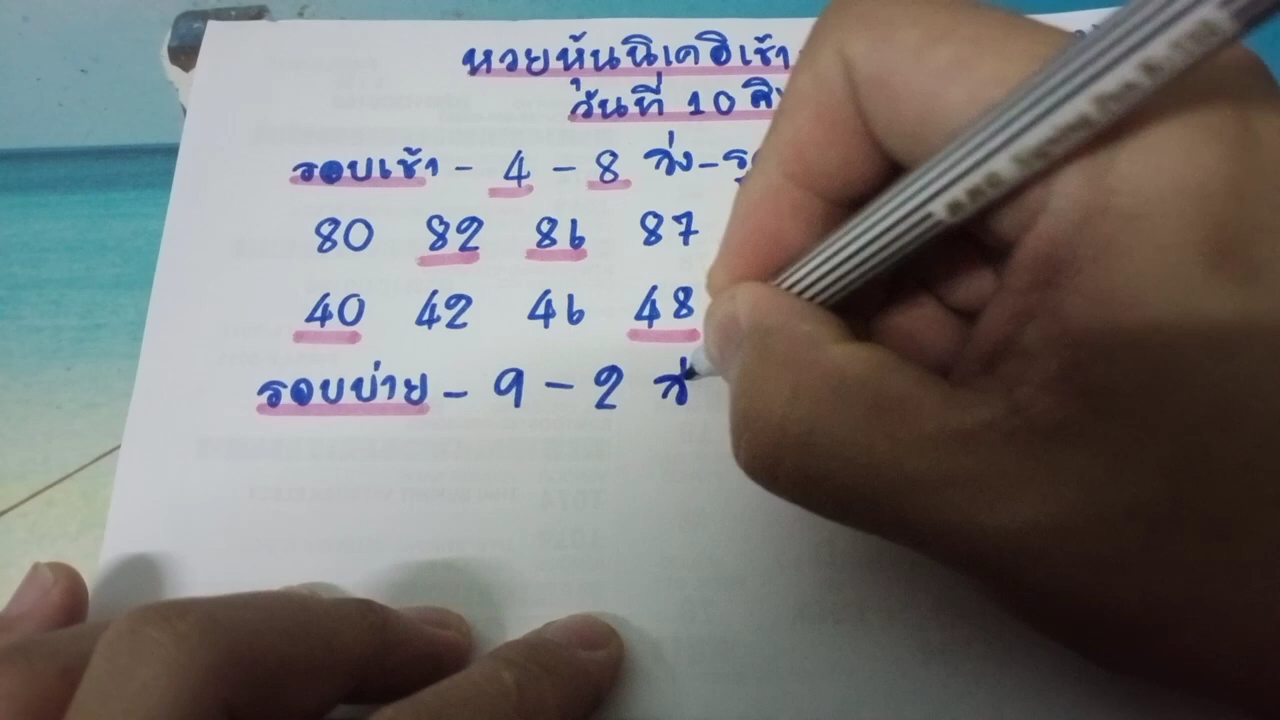 หวยหุ้นนิเคอิเช้า
วันที่ 10
รอบเช้า - 4 - 8 วิ่ง -
80 82 86 87
40 42 46 48
รอบบ่าย - 9 - 2